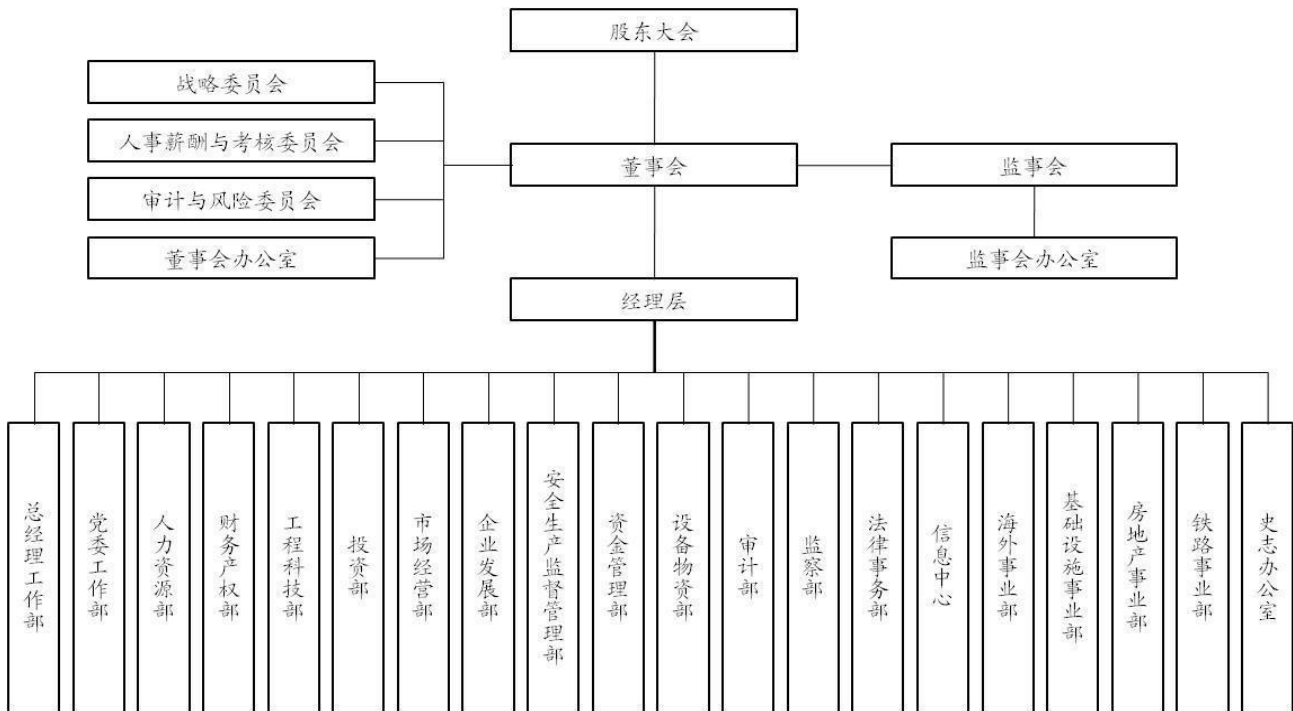 股东大会
战略委员会
人事薪酬与考核委员会
董事会
监事会
审计与风险委员会
董事会办公室
监事会办公室
经理层
总经理工作部
党委工作部
人力资源部
财务产权部
工程科技部
投资部
市场经营部
企业发展部
安全生产监督管理部
资金管理部
设备物资部
审计部
监察部
法律事务部
信息中心
海外事业部
基础设施事业部
房地产事业部
铁路事业部
史志办公室